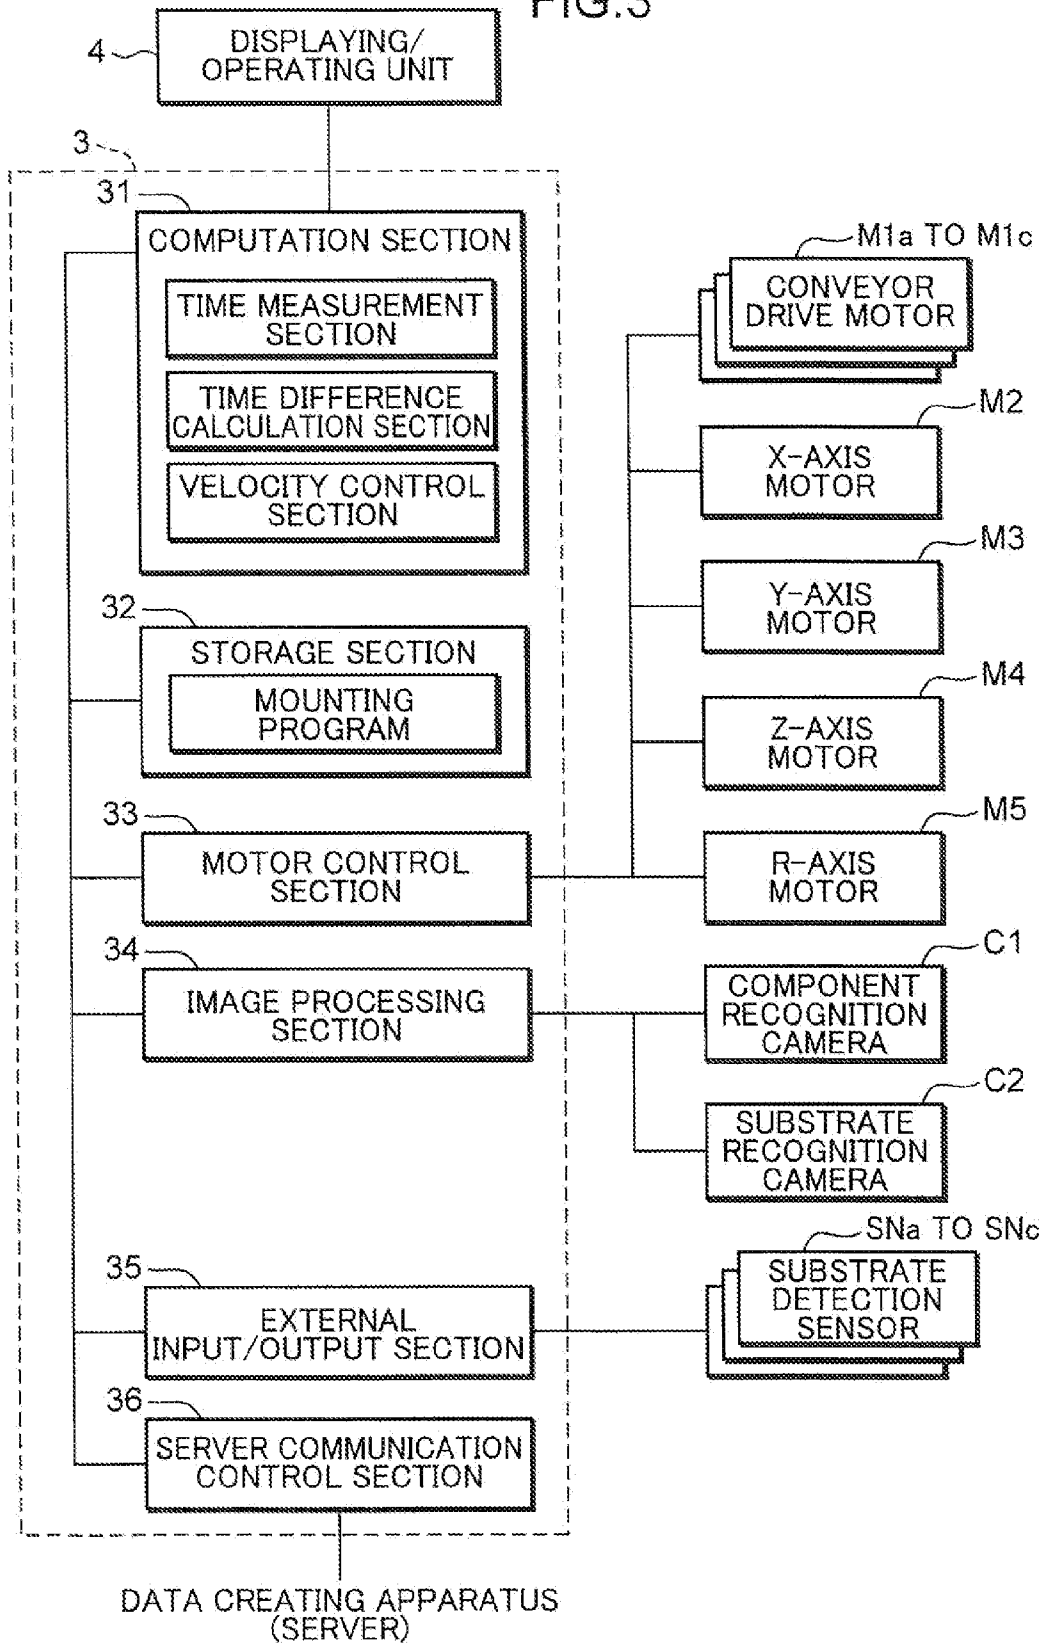 FIG.3
4
DISPLAYING/
OPERATING UNIT
3
31
COMPUTATION SECTION
TIME MEASUREMENT
SECTION
TIME DIFFERENCE
CALCULATION SECTION
VELOCITY CONTROL
SECTION
32
STORAGE SECTION
MOUNTING
PROGRAM
33
MOTOR CONTROL
SECTION
34
IMAGE PROCESSING
SECTION
35
EXTERNAL
INPUT/OUTPUT SECTION
36
SERVER COMMUNICATION
CONTROL SECTION
DATA CREATING APPARATUS
(SERVER)
M1a TO M1c
CONVEYOR
DRIVE MOTOR
M2
X-AXIS
MOTOR
M3
Y-AXIS
MOTOR
M4
Z-AXIS
MOTOR
M5
R-AXIS
MOTOR
C1
COMPONENT
RECOGNITION
CAMERA
C2
SUBSTRATE
RECOGNITION
CAMERA
SNa TO SNc
SUBSTRATE
DETECTION
SENSOR